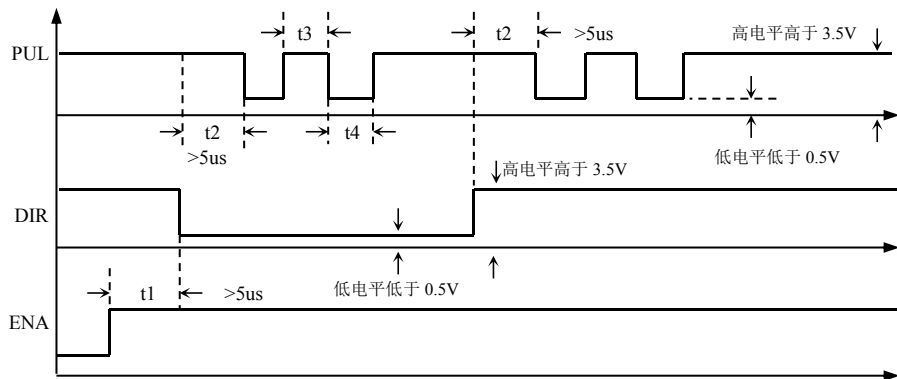 PUL
t3
t2
>5us
高电平高于 3.5V
t2
>5us
t4
低电平低于 0.5V
高电平高于 3.5V
DIR
低电平低于 0.5V
t1
>5us
ENA